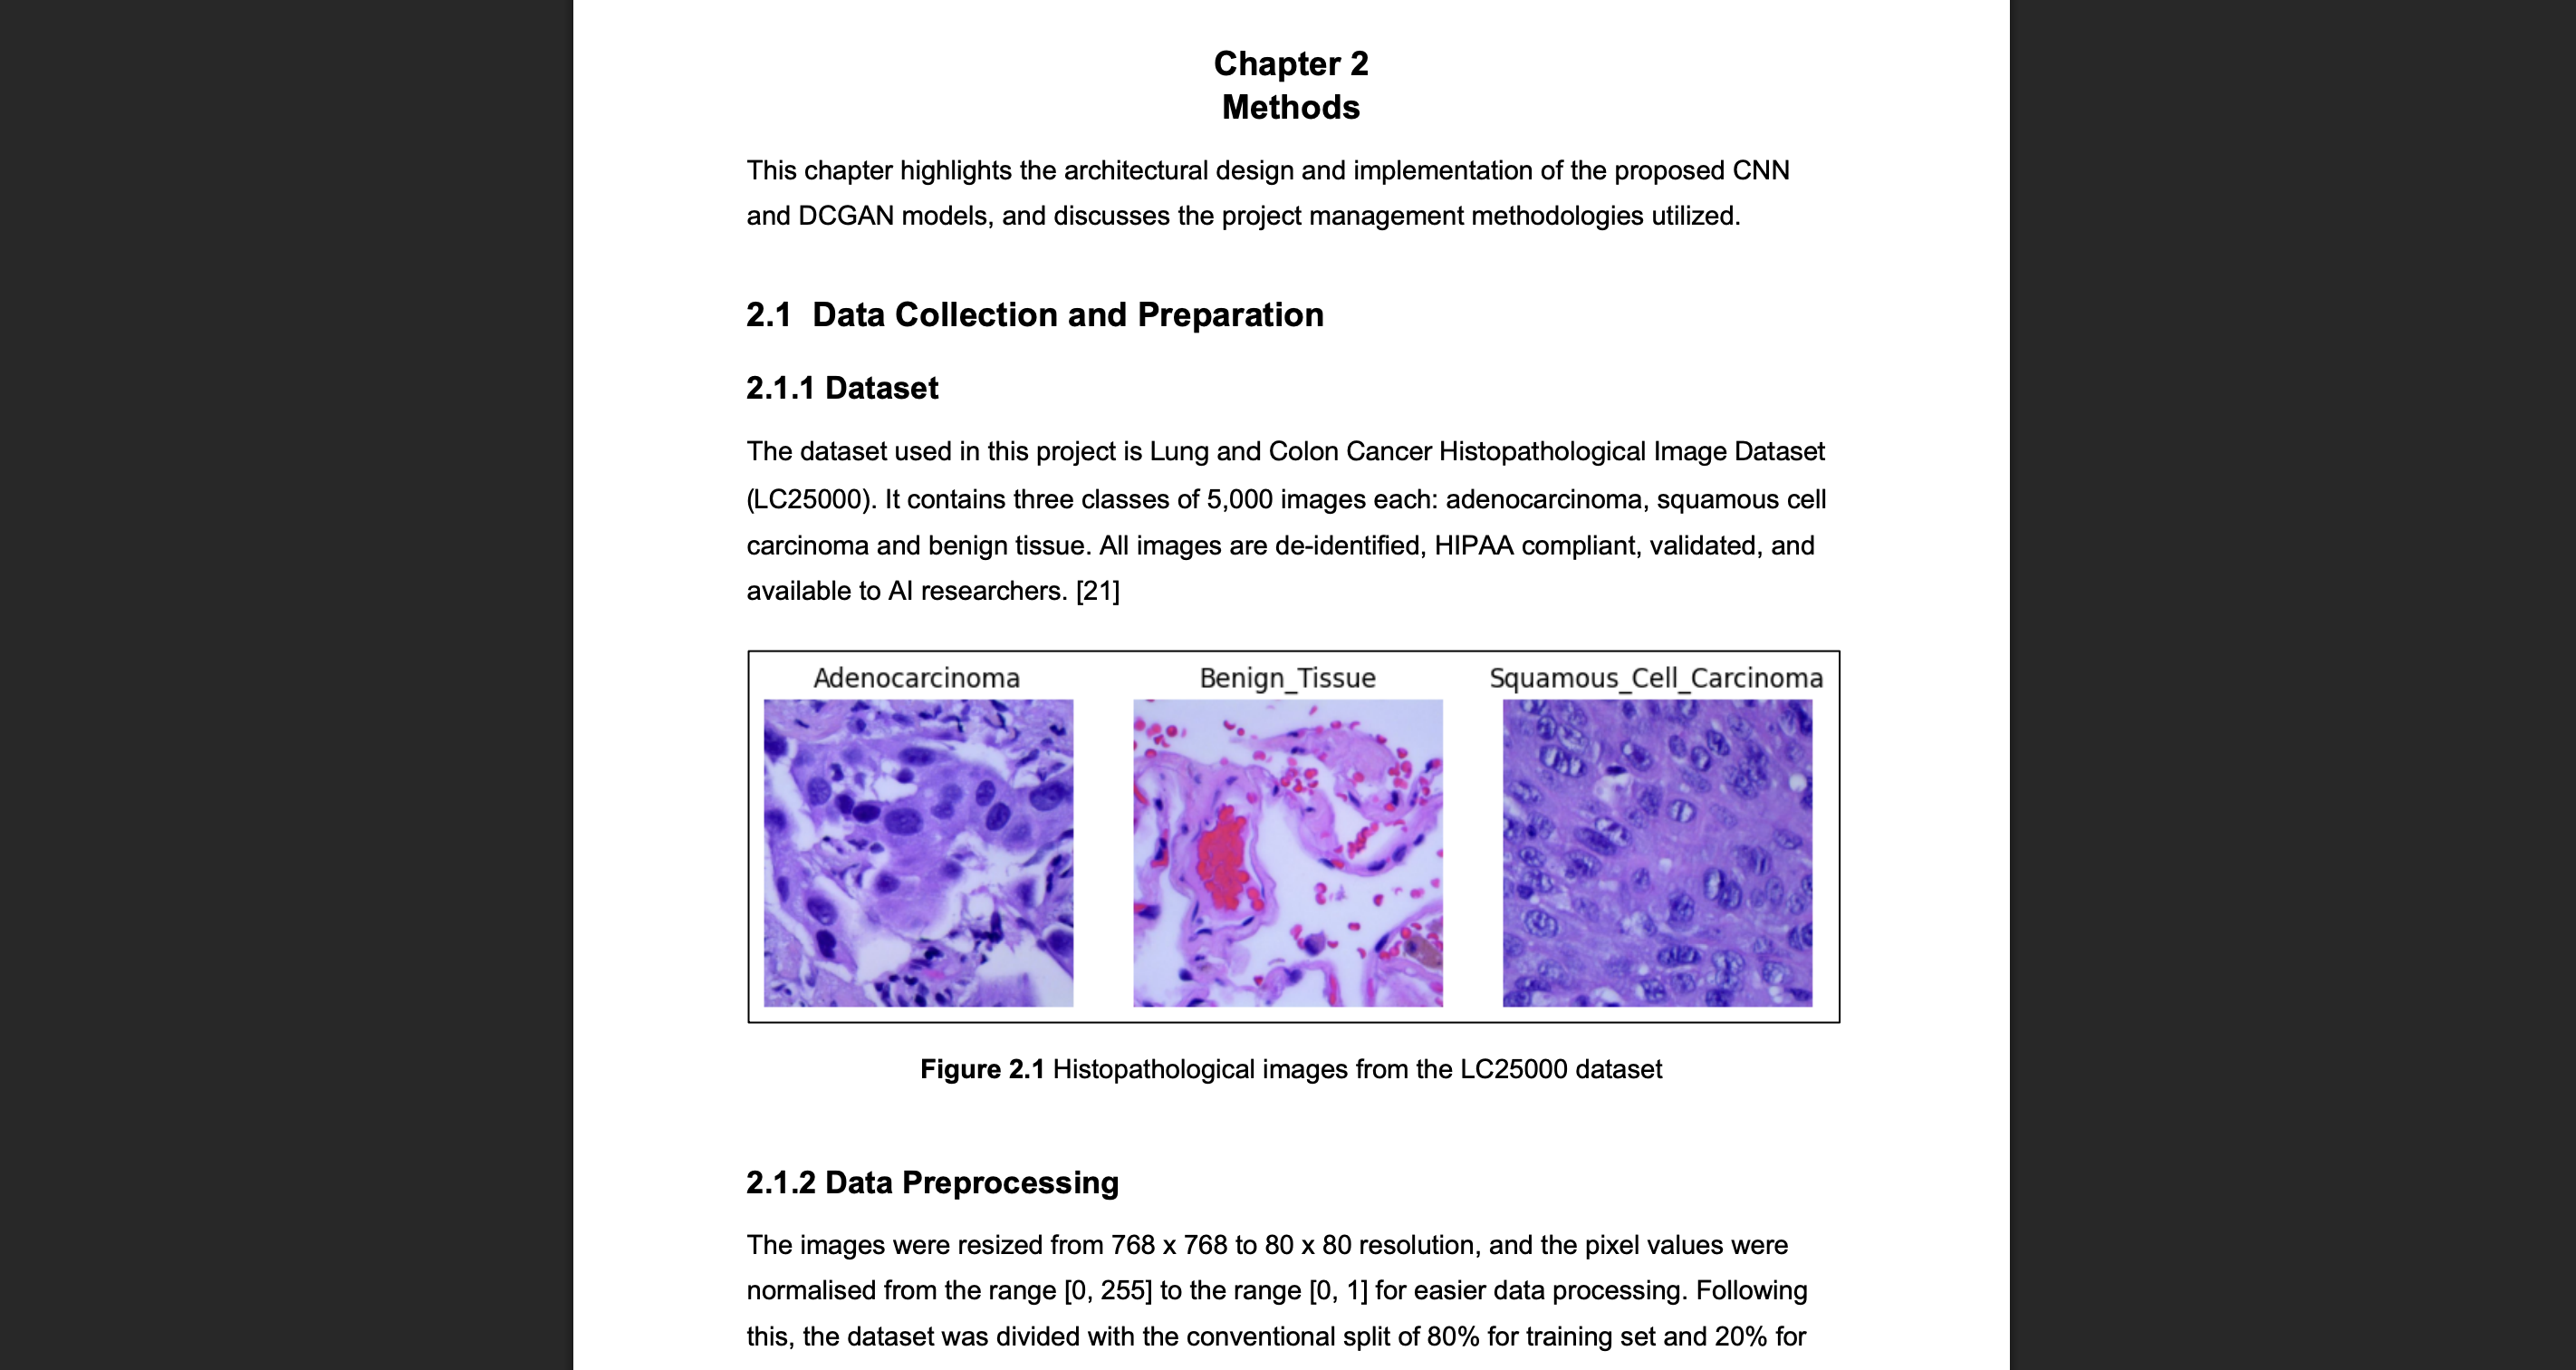 Chapter 2
Methods
This chapter highlights the architectural design and implementation of the proposed CNN
and DCGAN models, and discusses the project management methodologies utilized.
2.1 Data Collection and Preparation
2.1.1 Dataset
The dataset used in this project is Lung and Colon Cancer Histopathological Image Dataset
(LC25000). It contains three classes of 5,000 images each: adenocarcinoma, squamous cell
carcinoma and benign tissue. All images are de-identified, HIPAA compliant, validated, and
available to AI researchers. [21]
Adenocarcinoma Benign_Tissue Squamous_Cell_Carcinoma
Figure 2.1 Histopathological images from the LC25000 dataset
2.1.2 Data Preprocessing
The images were resized from 768 x 768 to 80 x 80 resolution, and the pixel values were
normalised from the range [0, 255] to the range [0, 1] for easier data processing. Following
this, the dataset was divided with the conventional split of 80% for training set and 20% for